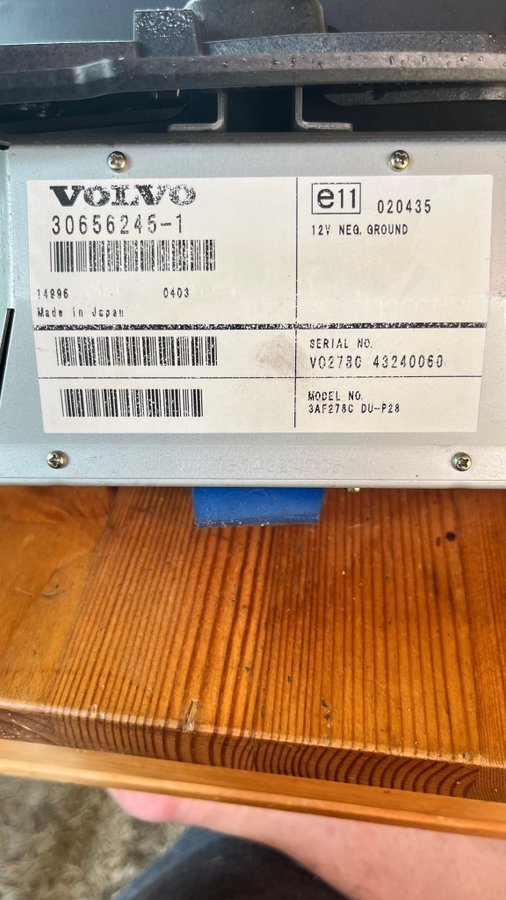 VOLVO
30656245-1
14996 0403
Made in Japan
e11 020435
12V NEG. GROUND
SERIAL NO.
V0278C 43240060
MODEL NO.
3AF278C DU-P28